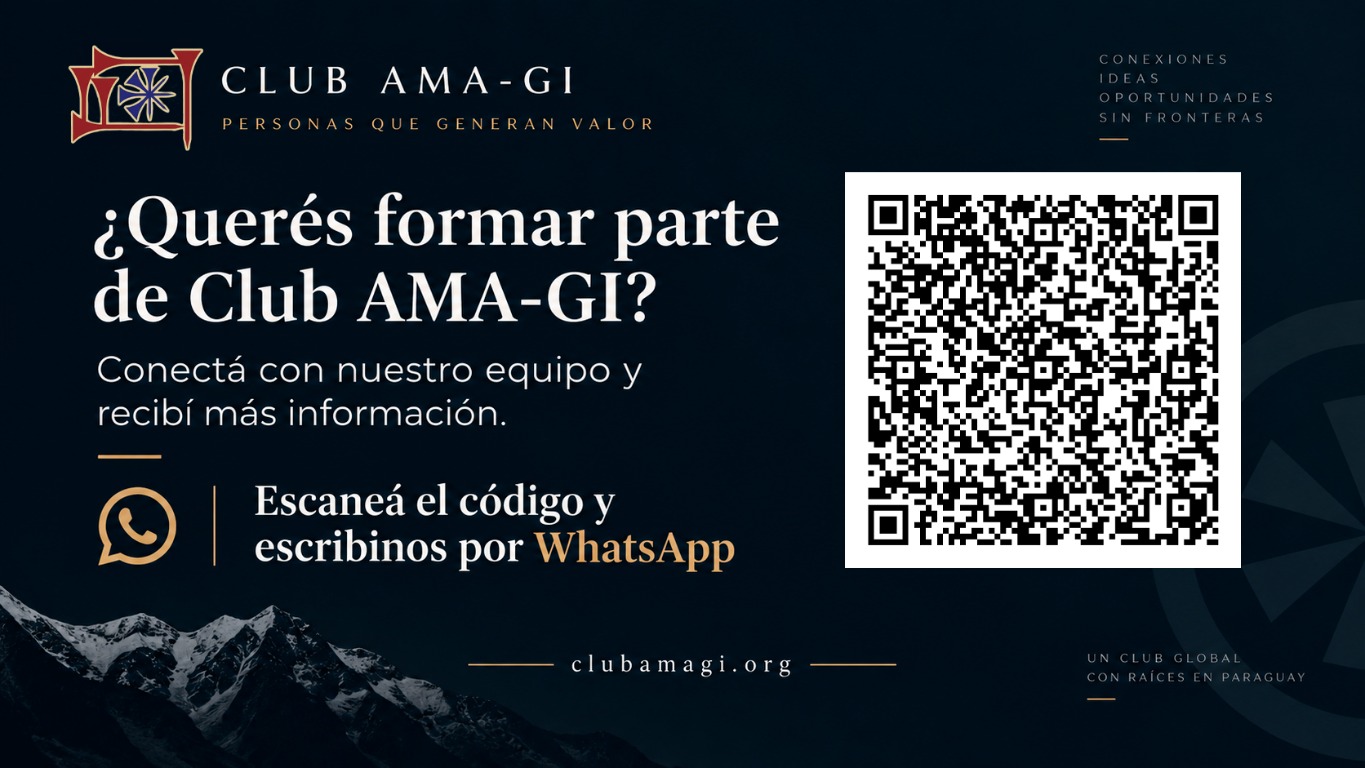 CLUB AMA-GI
PERSONAS QUE GENERAN VALOR
CONEXIONES
IDEAS
OPORTUNIDADES
SIN FRONTERAS
¿Querés formar parte
de Club AMA-GI?
Conectá con nuestro equipo y
recibí más información.
Escaneá el código y
escribinos por WhatsApp
clubamagi.org
UN CLUB GLOBAL
CON RAÍCES EN PARAGUAY